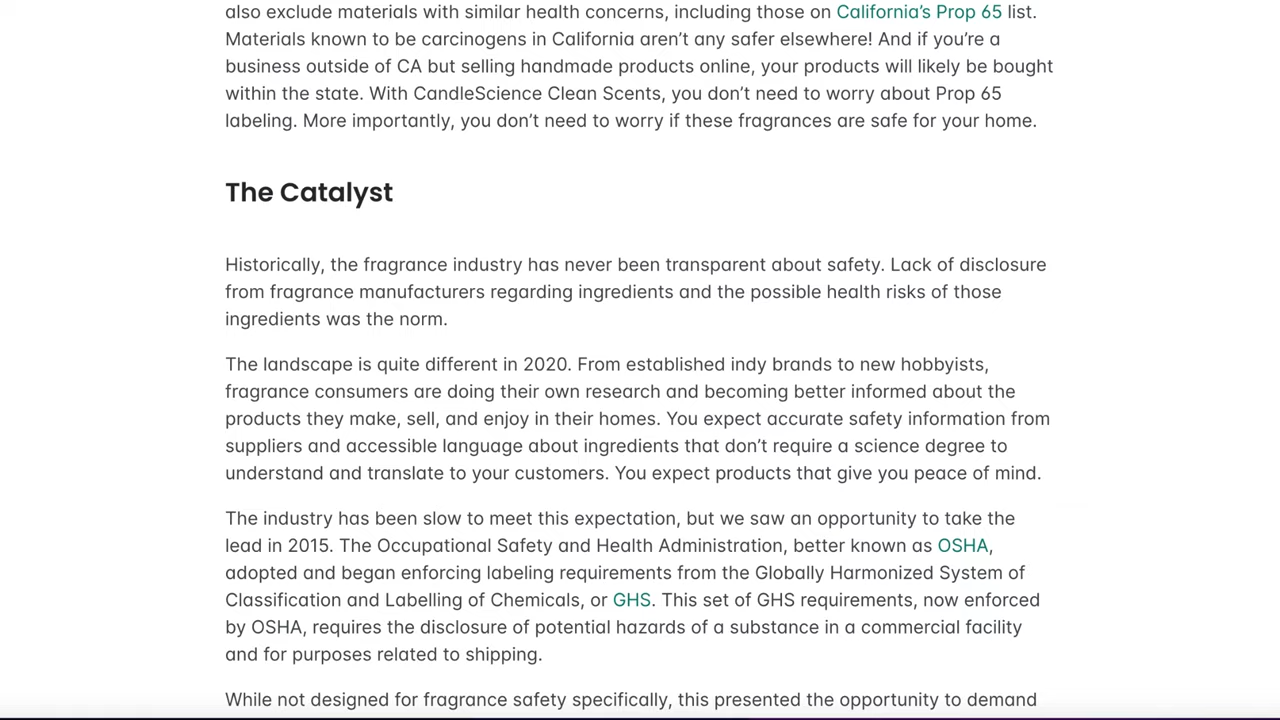 also exclude materials with similar health concerns, including those on California’s Prop 65 list.
Materials known to be carcinogens in California aren’t any safer elsewhere! And if you’re a
business outside of CA but selling handmade products online, your products will likely be bought
within the state. With CandleScience Clean Scents, you don’t need to worry about Prop 65
labeling. More importantly, you don’t need to worry if these fragrances are safe for your home.
The Catalyst
Historically, the fragrance industry has never been transparent about safety. Lack of disclosure
from fragrance manufacturers regarding ingredients and the possible health risks of those
ingredients was the norm.
The landscape is quite different in 2020. From established indy brands to new hobbyists,
fragrance consumers are doing their own research and becoming better informed about the
products they make, sell, and enjoy in their homes. You expect accurate safety information from
suppliers and accessible language about ingredients that don’t require a science degree to
understand and translate to your customers. You expect products that give you peace of mind.
The industry has been slow to meet this expectation, but we saw an opportunity to take the
lead in 2015. The Occupational Safety and Health Administration, better known as OSHA,
adopted and began enforcing labeling requirements from the Globally Harmonized System of
Classification and Labelling of Chemicals, or GHS. This set of GHS requirements, now enforced
by OSHA, requires the disclosure of potential hazards of a substance in a commercial facility
and for purposes related to shipping.
While not designed for fragrance safety specifically, this presented the opportunity to demand